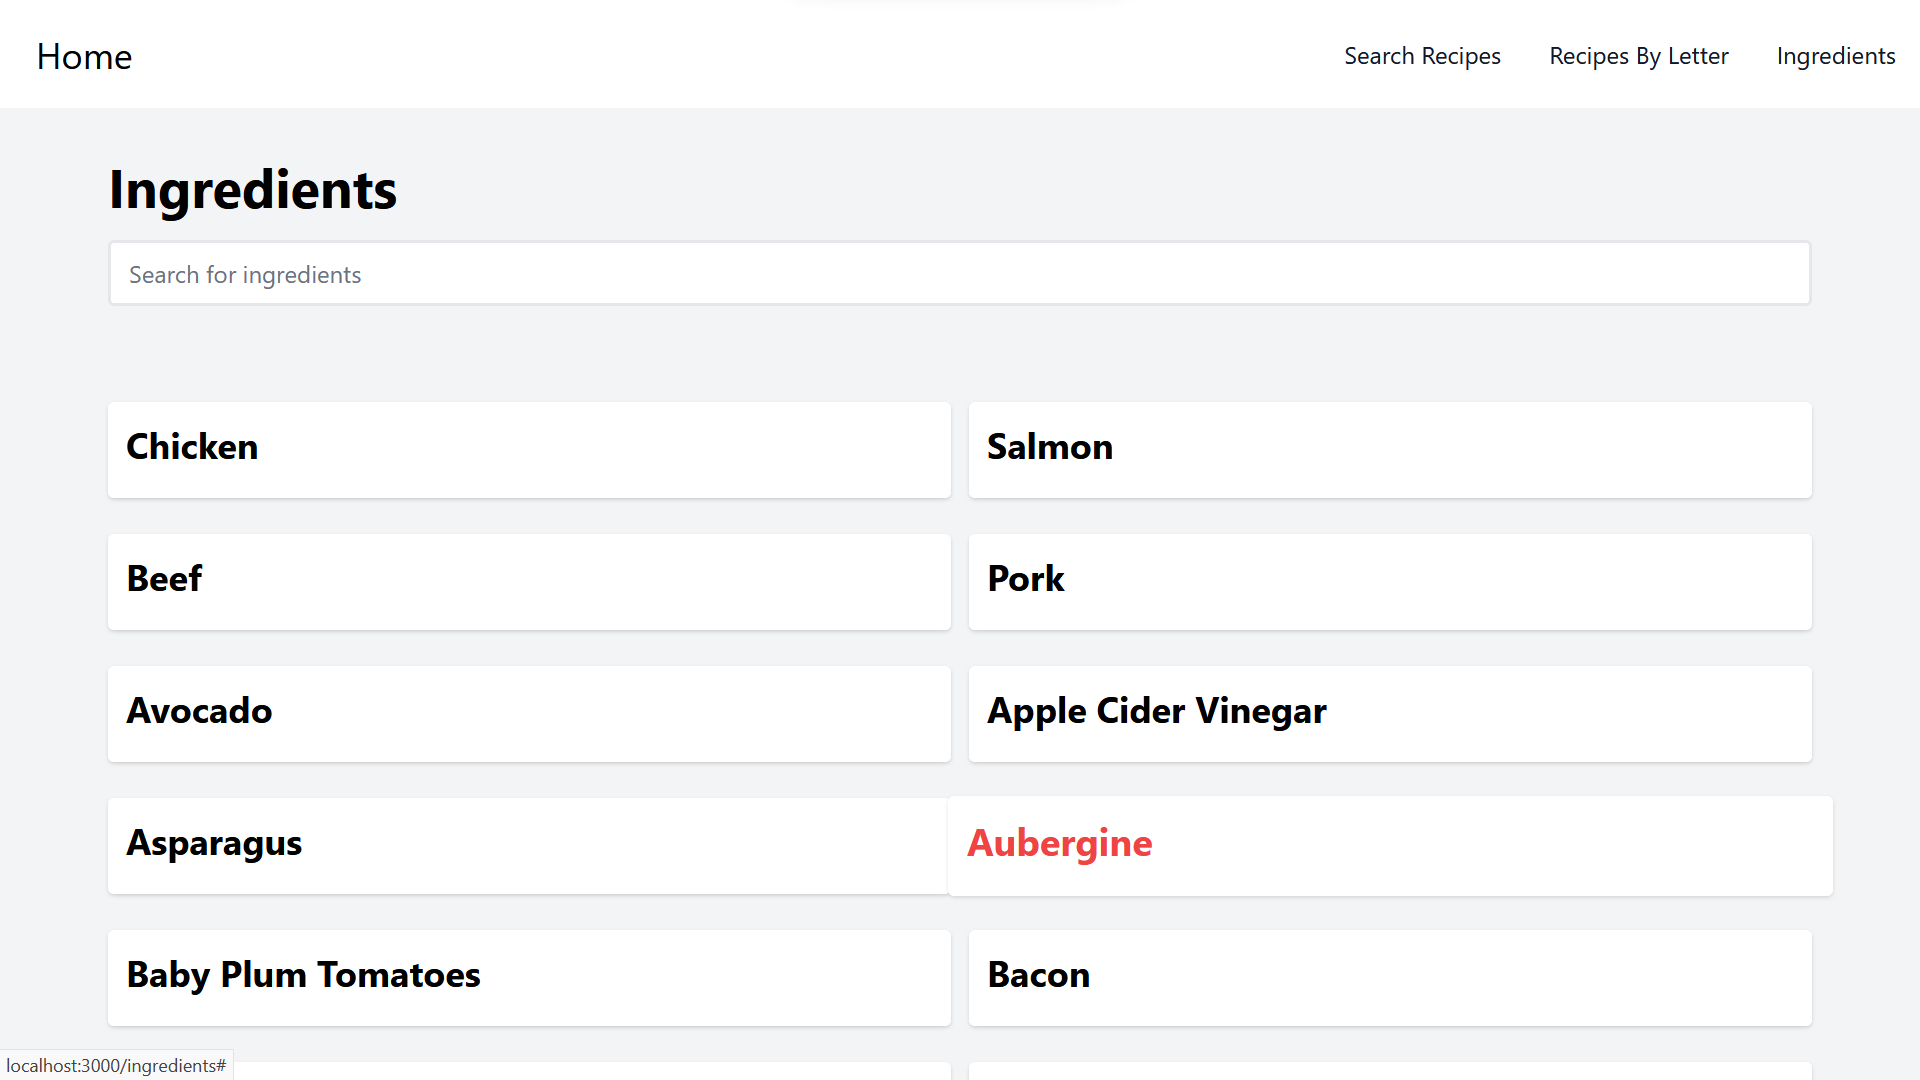 Home
Search Recipes
Recipes By Letter
Ingredients
Ingredients
Search for ingredients
Chicken
Salmon
Beef
Pork
Avocado
Apple Cider Vinegar
Asparagus
Aubergine
Baby Plum Tomatoes
Bacon
localhost:3000/ingredients#